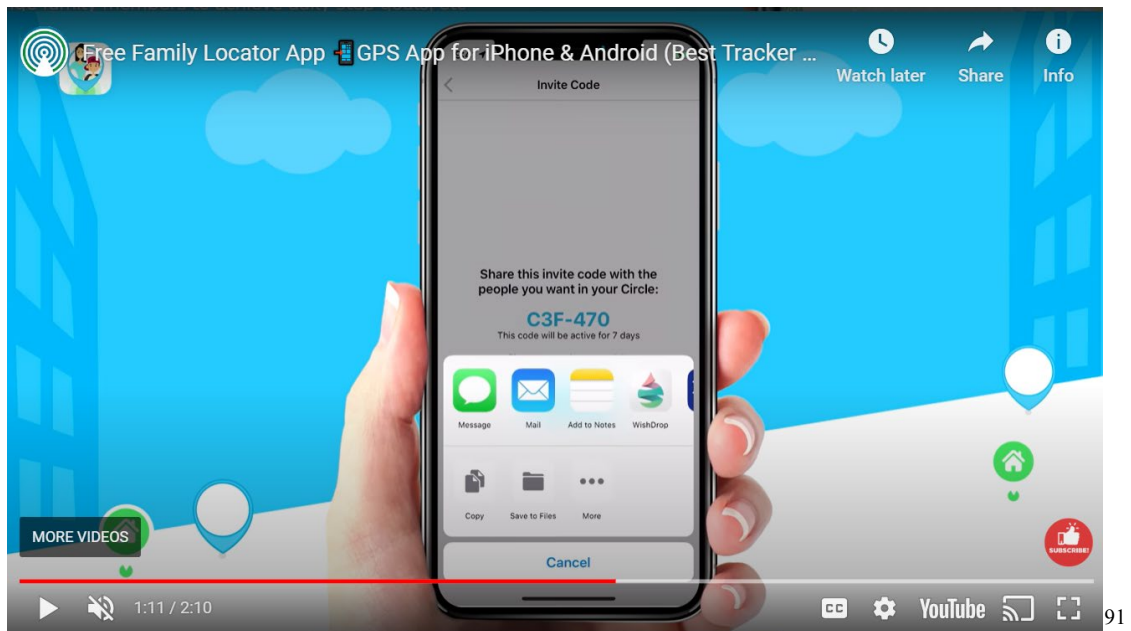 Free Family Locator App 📲GPS App for iPhone & Android (Best Tracker ...
Watch later
Share
Info
Invite Code
Share this invite code with the
people you want in your Circle:
C3F-470
This code will be active for 7 days
Message
Mail
Add to Notes
WishDrop
Copy
Save to Files
More
Cancel
MORE VIDEOS
SUBSCRIBE!
1:11 / 2:10
CC
YouTube
91